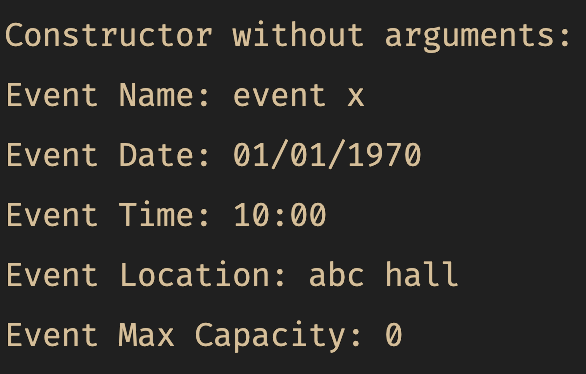 Constructor without arguments:
Event Name: event x
Event Date: 01/01/1970
Event Time: 10:00
Event Location: abc hall
Event Max Capacity: 0